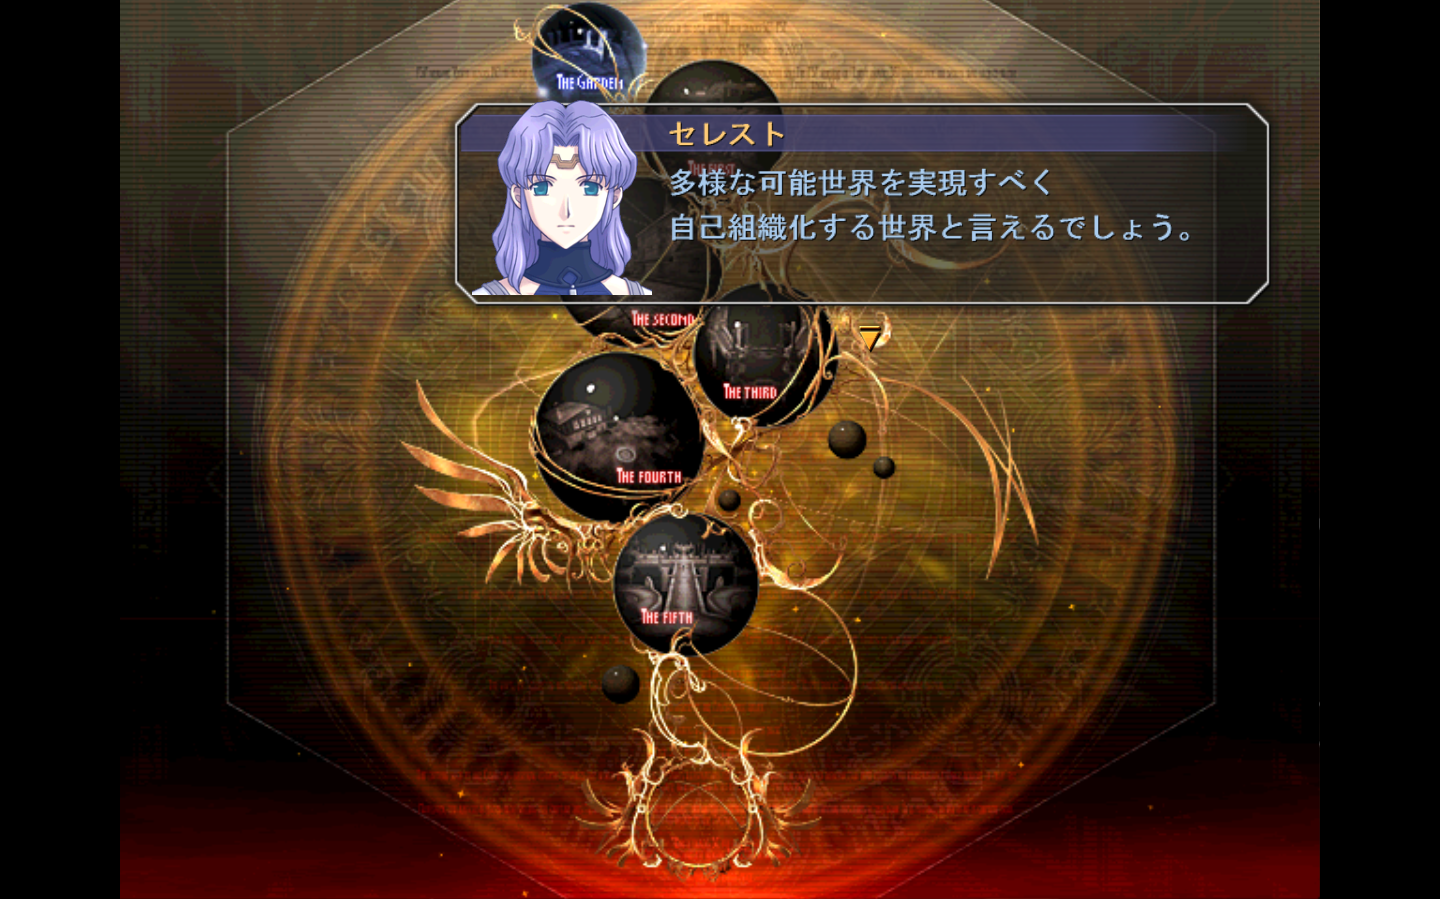 THE GARDEN
セレスト
THE FIRST
多様な可能世界を実現すべく
自己組織化する世界と言えるでしょう。
THE SECOND
THE THIRD
THE FOURTH
THE FIFTH